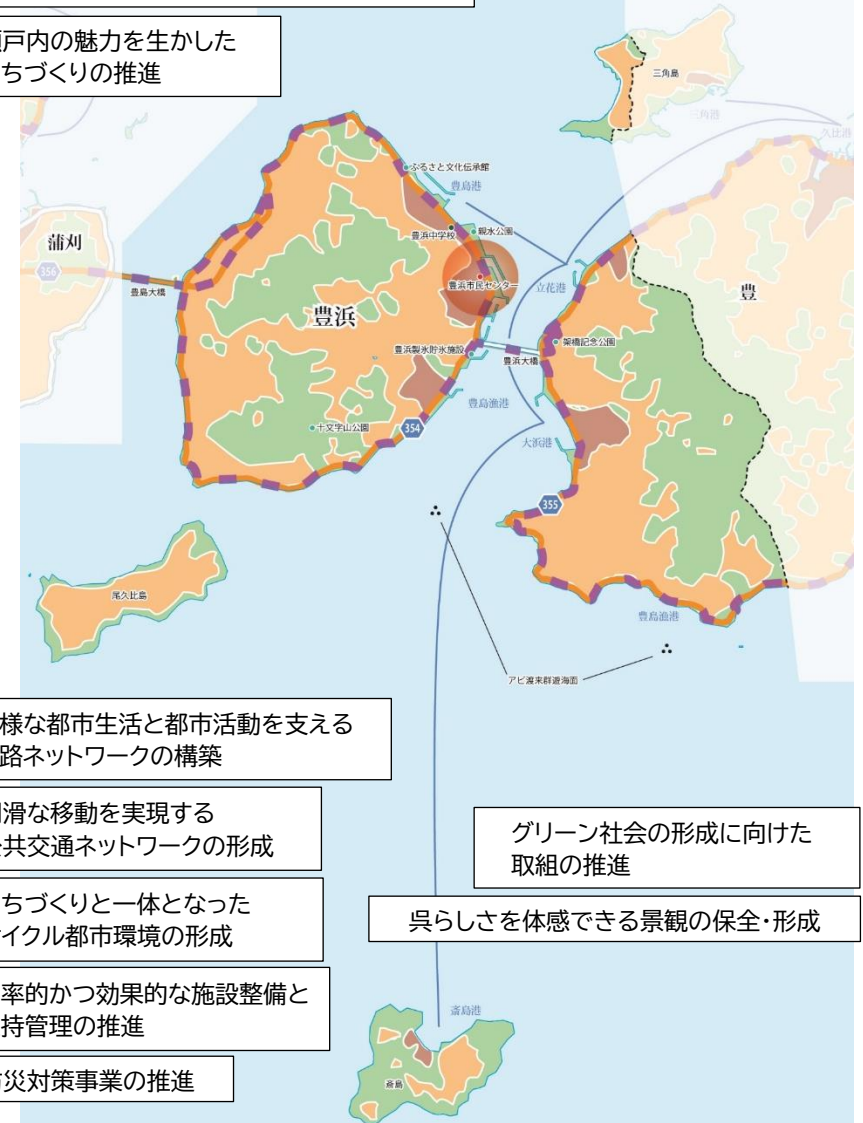 瀬戸内の魅力を生かした
ちづくりの推進
三角島
三角港
久比港
ふるさと文化伝承館
豊島港
豊浜中学校
親水公園
蒲刈
356
豊島大橋
豊浜
豊浜市民センター
立花港
豊
豊浜製氷貯氷施設
豊浜大橋
架橋記念公園
豊島漁港
十文字山公園
354
大浜港
355
尾久比島
豊島漁港
アビ渡来群遊海面
様な都市生活と都市活動を支える
路ネットワークの構築
滑な移動を実現する
共交通ネットワークの形成
グリーン社会の形成に向けた
取組の推進
ちづくりと一体となった
サイクル都市環境の形成
呉らしさを体感できる景観の保全・形成
率的かつ効果的な施設整備と
持管理の推進
斎島港
災対策事業の推進
斎島